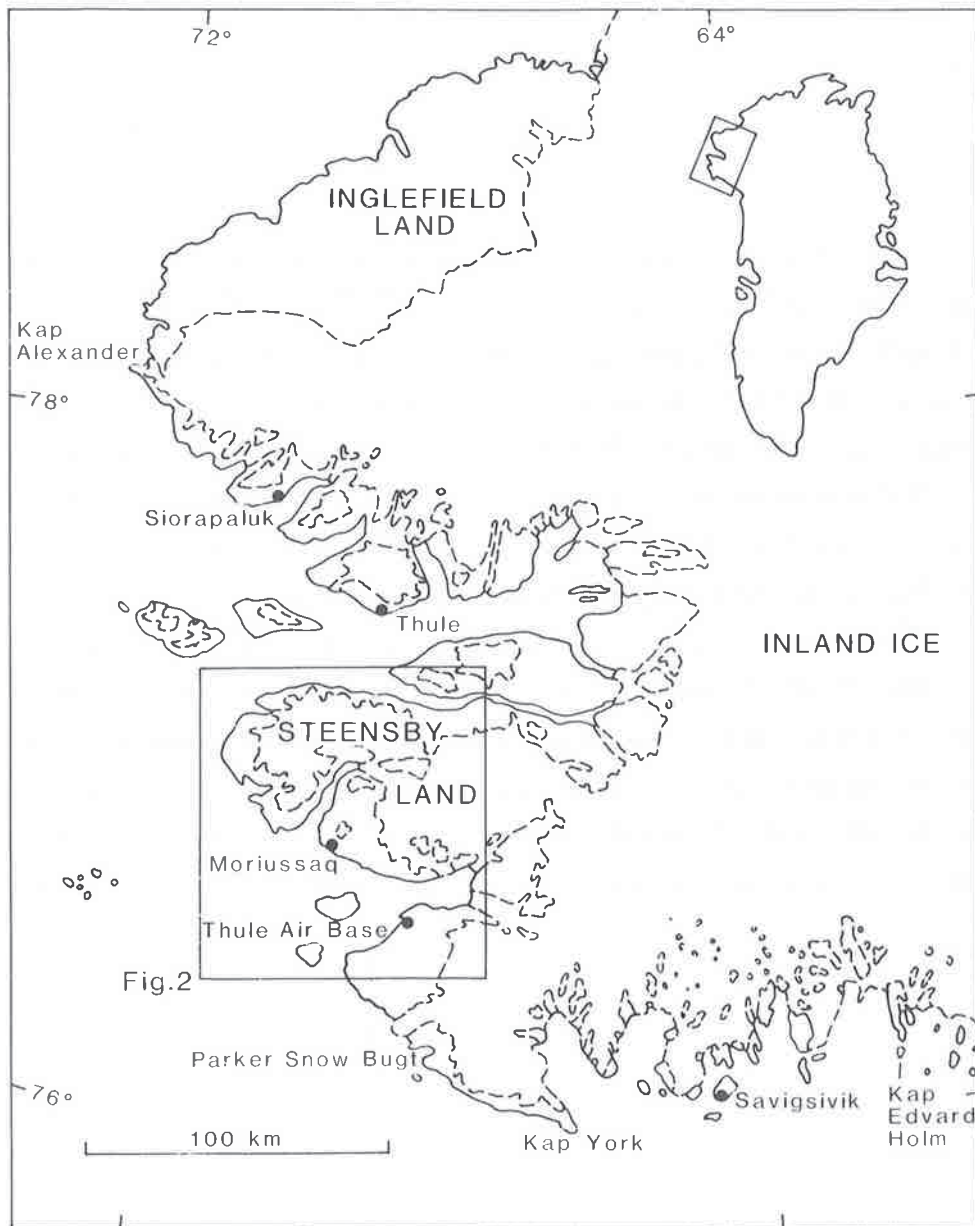 72°
64°
INGLEFIELD
LAND
Kap
Alexander
78°
Siorapaluk
Thule
INLAND ICE
STEENSBY
LAND
Moriussaq
Thule Air Base
Fig.2
Parker Snow Bugt
76°
Savigsivik
Kap
Edvard
Holm
100 km
Kap York